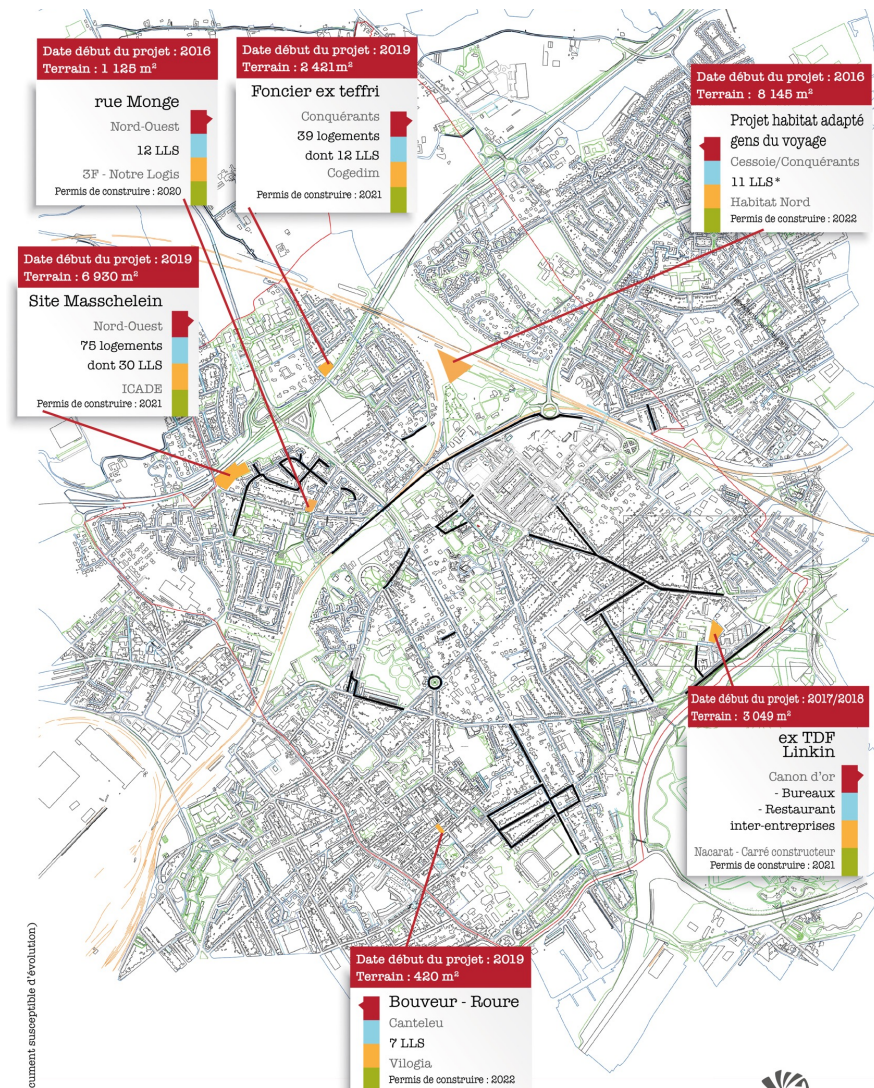 Date début du projet : 2016
Terrain : 1 125 m²
rue Monge
Nord-Ouest
12 LLS
3F - Notre Logis
Permis de construire : 2020
Date début du projet : 2019
Terrain : 2 421m²
Foncier ex teffri
Conquérants
39 logements
dont 12 LLS
Cogedim
Permis de construire : 2021
Date début du projet : 2016
Terrain : 8 145 m²
Projet habitat adapté
gens du voyage
Cessoie/Conquérants
11 LLS*
Habitat Nord
Permis de construire : 2022
Date début du projet : 2019
Terrain : 6 930 m²
Site Masschelein
Nord-Ouest
75 logements
dont 30 LLS
ICADE
Permis de construire : 2021
Date début du projet : 2017/2018
Terrain : 3 049 m²
ex TDF
Linkin
Canon d'or
- Bureaux
- Restaurant
inter-entreprises
Nacarat - Carré constructeur
Permis de construire : 2021
Date début du projet : 2019
Terrain : 420 m²
Bouveur - Roure
Canteleu
7 LLS
Vilogia
Permis de construire : 2022
cument susceptible d'évolution)